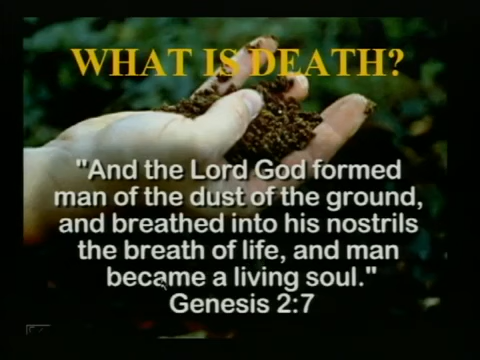 WHAT IS DEATH?
"And the Lord God formed
man of the dust of the ground,
and breathed into his nostrils
the breath of life, and man
became a living soul."
Genesis 2:7